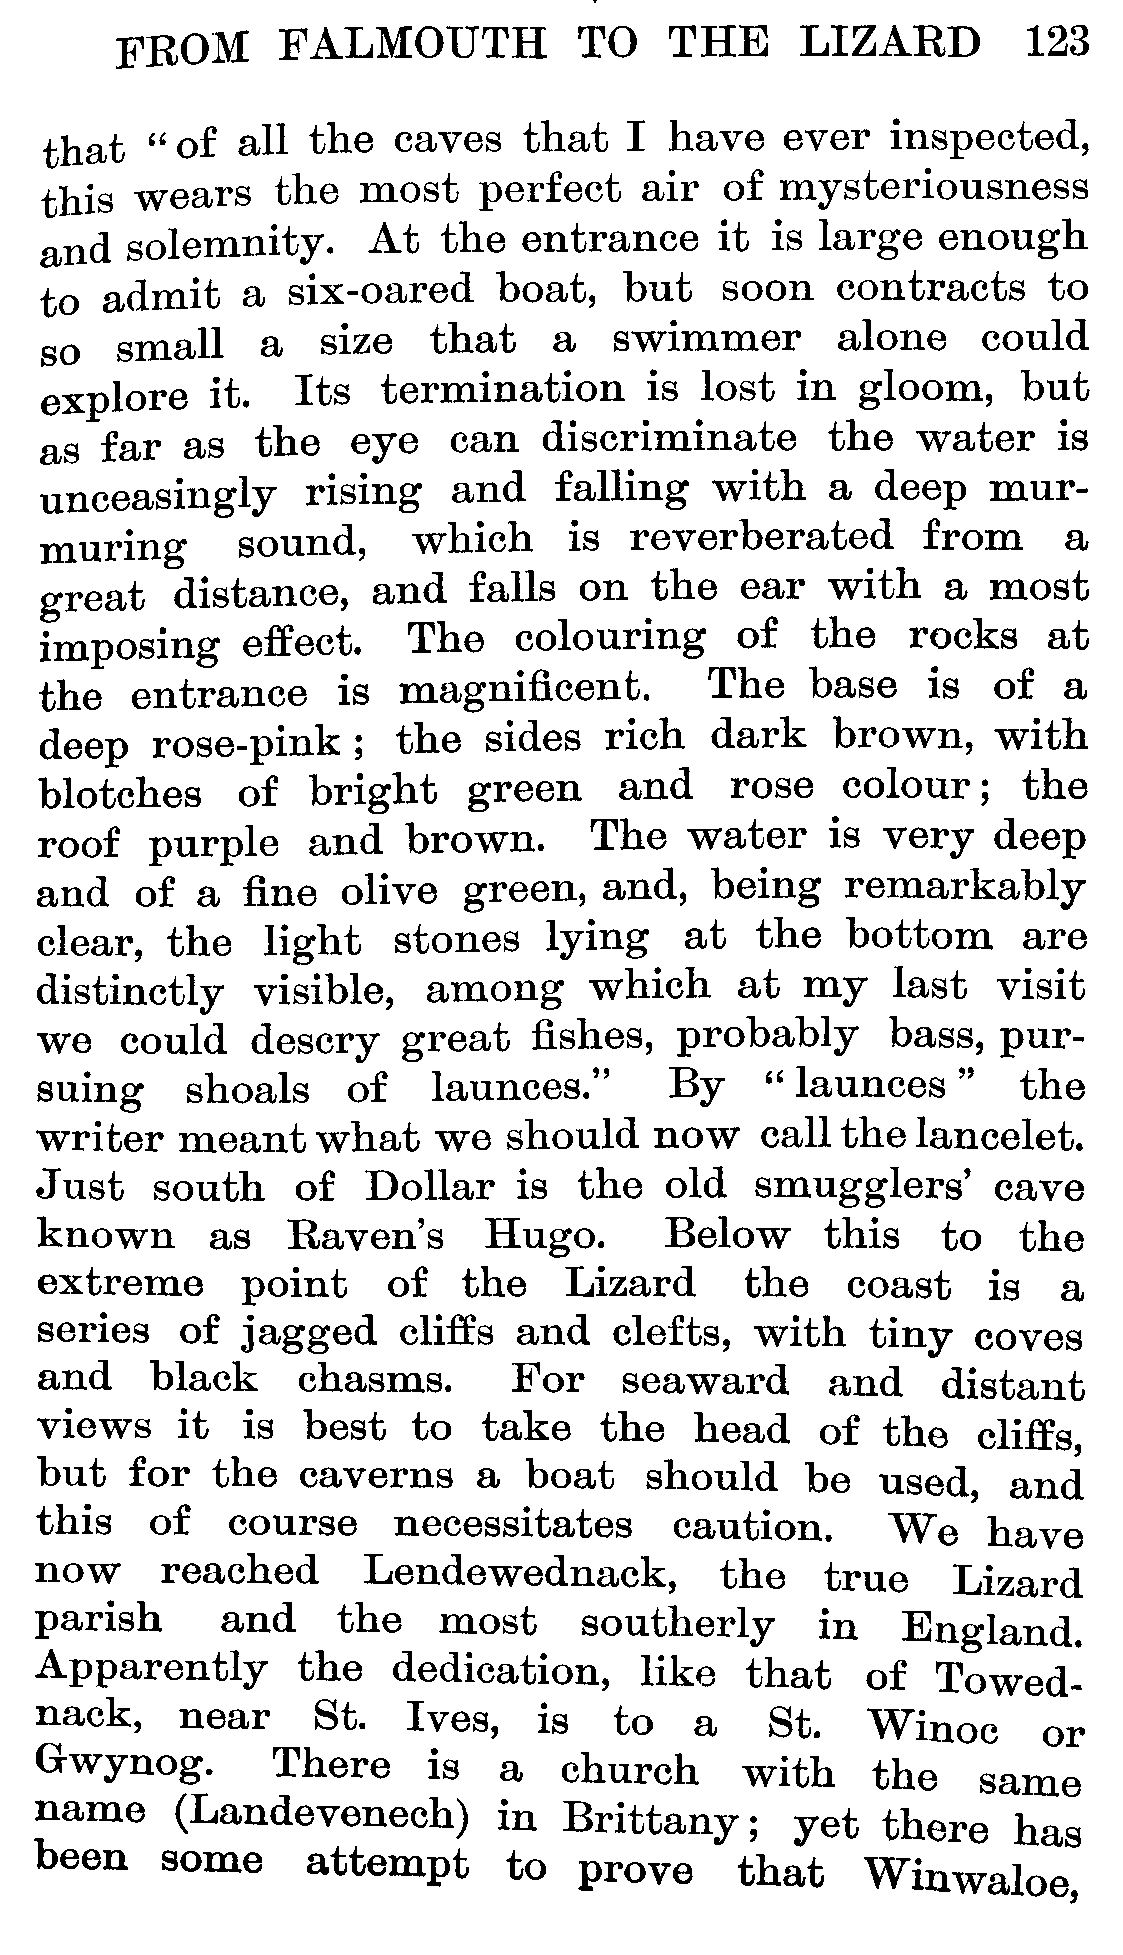 FROM FALMOUTH TO THE LIZARD 123
that “of all the caves that I have ever inspected,
this wears the most perfect air of mysteriousness
and solemnity. At the entrance it is large enough
to admit a six-oared boat, but soon contracts to
so small a size that a swimmer alone could
explore it. Its termination is lost in gloom, but
as far as the eye can discriminate the water is
unceasingly rising and falling with a deep mur-
muring sound, which is reverberated from a
great distance, and falls on the ear with a most
imposing effect. The colouring of the rocks at
the entrance is magnificent. The base is of a
deep rose-pink; the sides rich dark brown, with
blotches of bright green and rose colour; the
roof purple and brown. The water is very deep
and of a fine olive green, and, being remarkably
clear, the light stones lying at the bottom are
distinctly visible, among which at my last visit
we could descry great fishes, probably bass, pur-
suing shoals of launces.” By “launces” the
writer meant what we should now call the lancelet.
Just south of Dollar is the old smugglers’ cave
known as Raven’s Hugo. Below this to the
extreme point of the Lizard the coast is a
series of jagged cliffs and clefts, with tiny coves
and black chasms. For seaward and distant
views it is best to take the head of the cliffs,
but for the caverns a boat should be used, and
this of course necessitates caution. We have
now reached Lendewednack, the true Lizard
parish and the most southerly in England.
Apparently the dedication, like that of Towed-
nack, near St. Ives, is to a St. Winoc or
Gwynog. There is a church with the same
name (Landevenech) in Brittany; yet there has
been some attempt to prove that Winwaloe,